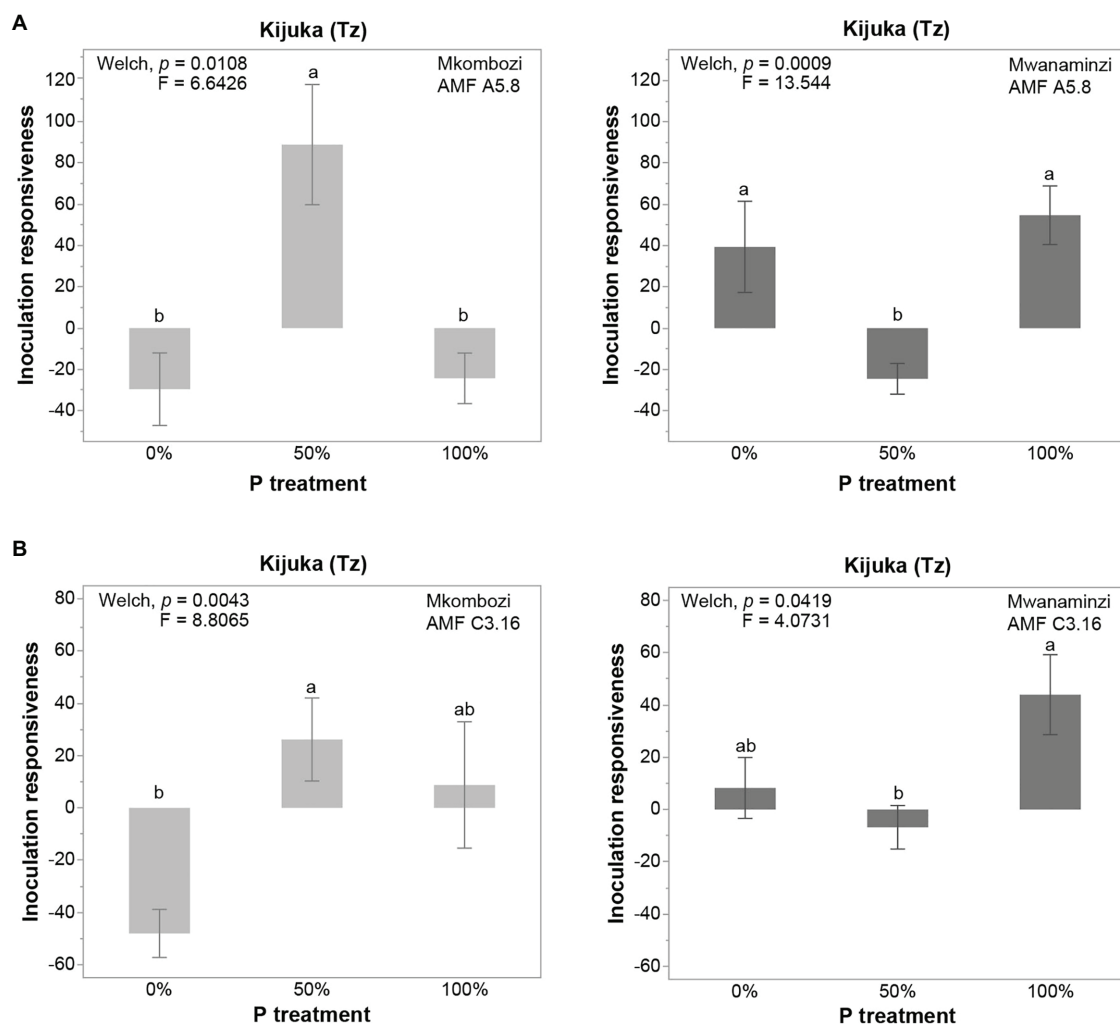 A
Kijuka (Tz)
Welch, p = 0.0108
F = 6.6426
Mkombozi
AMF A5.8
a
b
b
120
100
80
60
40
20
0
-20
-40
Inoculation responsiveness
0% 50% 100%
P treatment
Kijuka (Tz)
Welch, p = 0.0009
F = 13.544
Mwanaminzi
AMF A5.8
a
b
a
120
100
80
60
40
20
0
-20
-40
Inoculation responsiveness
0% 50% 100%
P treatment
B
Kijuka (Tz)
Welch, p = 0.0043
F = 8.8065
Mkombozi
AMF C3.16
b
a
ab
80
60
40
20
0
-20
-40
-60
Inoculation responsiveness
0% 50% 100%
P treatment
Kijuka (Tz)
Welch, p = 0.0419
F = 4.0731
Mwanaminzi
AMF C3.16
ab
b
a
80
60
40
20
0
-20
-40
-60
Inoculation responsiveness
0% 50% 100%
P treatment